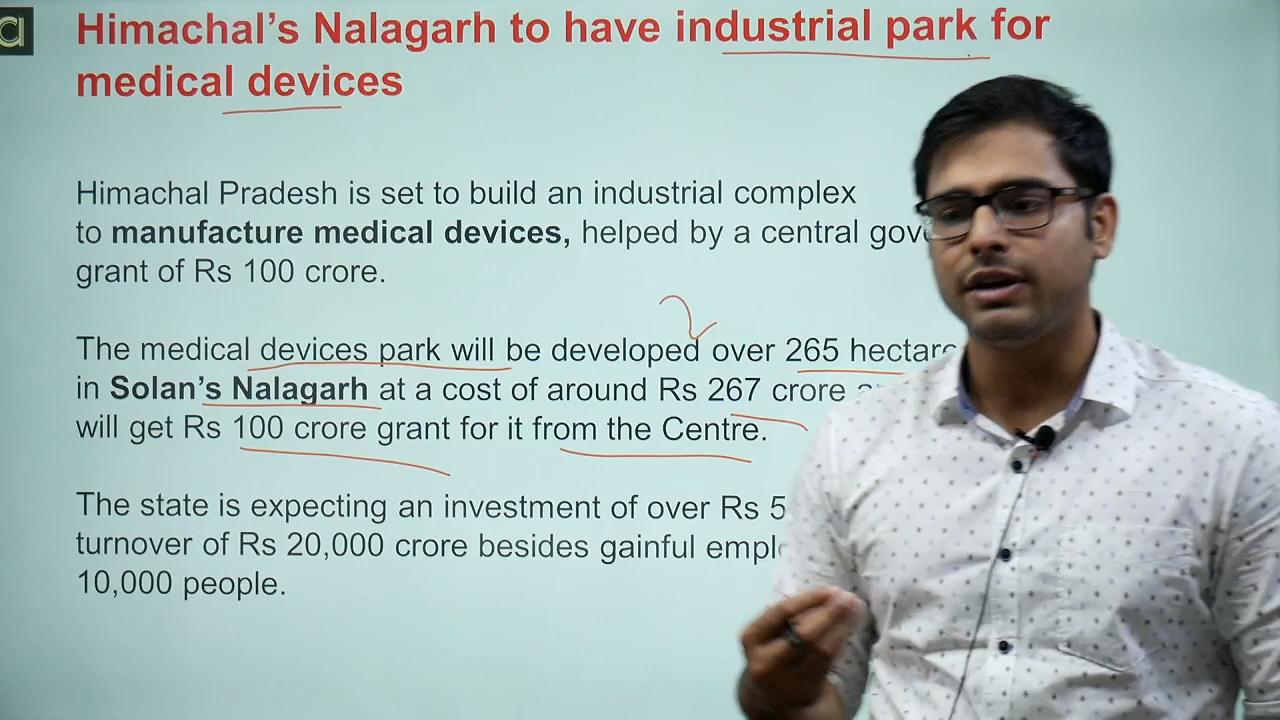 a
Himachal's Nalagarh to have industrial park for
medical devices
Himachal Pradesh is set to build an industrial complex
to manufacture medical devices, helped by a central
grant of Rs 100 crore.
The medical devices park will be developed over 265
in Solan's Nalagarh at a cost of around Rs 267 crore
will get Rs 100 crore grant for it from the Centre.
The state is expecting an investment of over Rs
turnover of Rs 20,000 crore besides gainful
10,000 people.